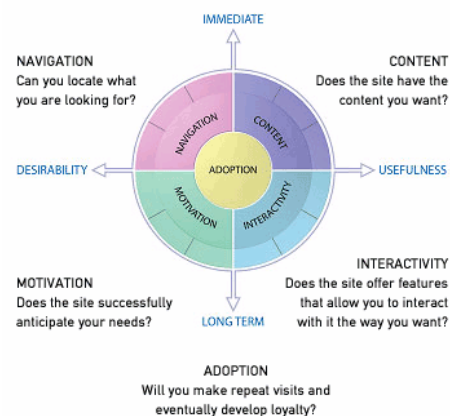 IMMEDIATE
NAVIGATION
Can you locate what
you are looking for?
CONTENT
Does the site have the
content you want?
NAVIGATION
CONTENT
DESIRABILITY
ADOPTION
USEFULNESS
MOTIVATION
INTERACTIVITY
MOTIVATION
Does the site successfully
anticipate your needs?
INTERACTIVITY
Does the site offer features
that allow you to interact
with it the way you want?
LONG TERM
ADOPTION
Will you make repeat visits and
eventually develop loyalty?